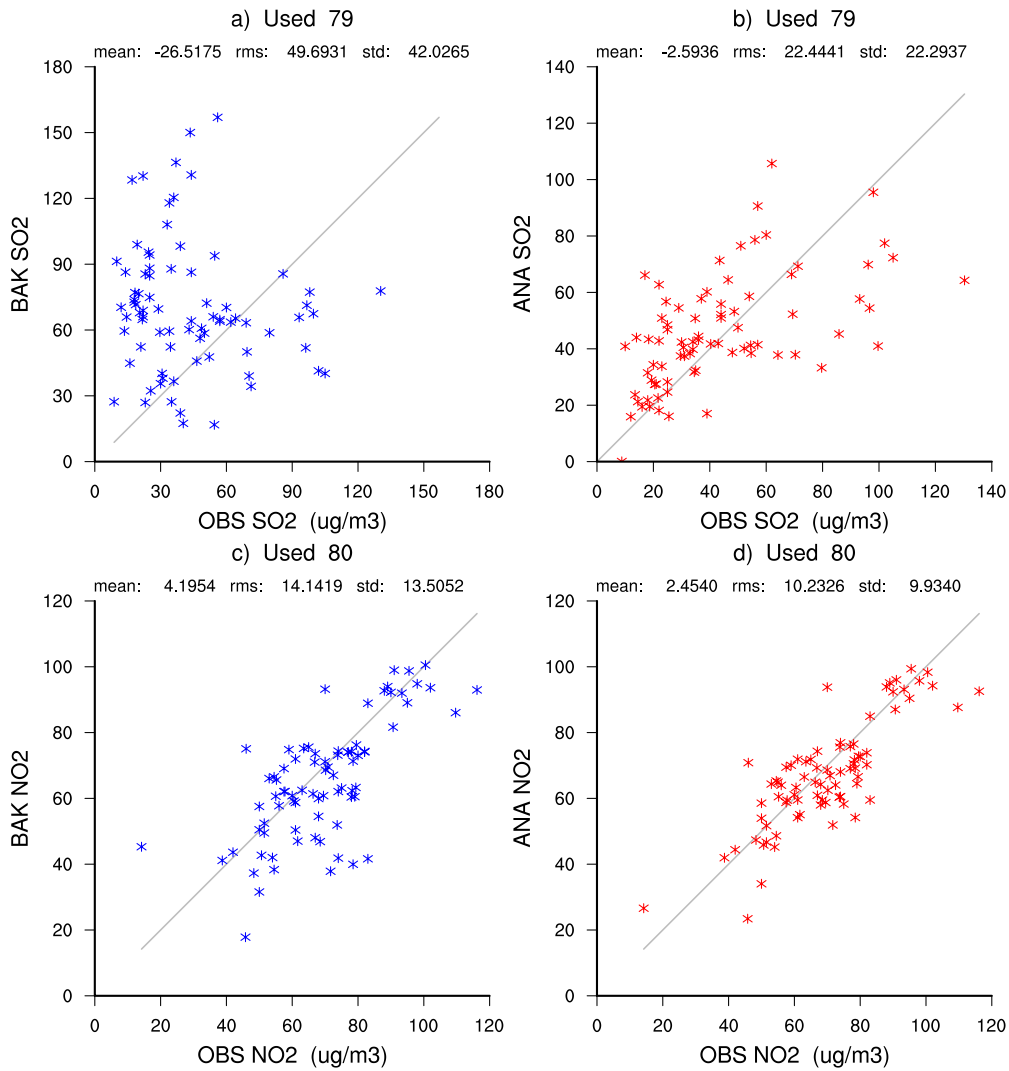 a) Used 79
mean: -26.5175 rms: 49.6931 std: 42.0265
180
150
120
90
60
30
0
BAK SO2
0 30 60 90 120 150 180
OBS SO2 (ug/m3)
b) Used 79
mean: -2.5936 rms: 22.4441 std: 22.2937
140
120
100
80
60
40
20
0
ANA SO2
0 20 40 60 80 100 120 140
OBS SO2 (ug/m3)
c) Used 80
mean: 4.1954 rms: 14.1419 std: 13.5052
120
100
80
60
40
20
0
BAK NO2
0 20 40 60 80 100 120
OBS NO2 (ug/m3)
d) Used 80
mean: 2.4540 rms: 10.2326 std: 9.9340
120
100
80
60
40
20
0
ANA NO2
0 20 40 60 80 100 120
OBS NO2 (ug/m3)